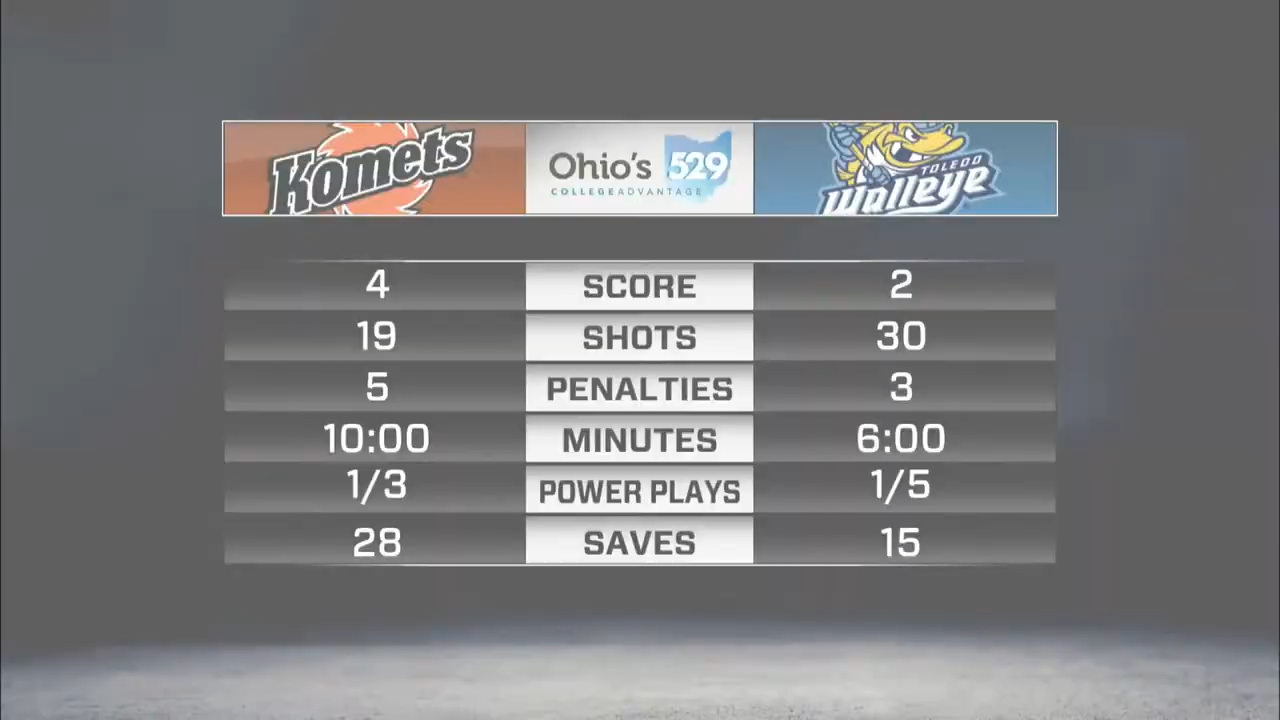 Komets
Ohio's 529
COLLEGEADVANTAGE
TOLEDO
Walleye
4 SCORE 2
19 SHOTS 30
5 PENALTIES 3
10:00 MINUTES 6:00
1/3 POWER PLAYS 1/5
28 SAVES 15